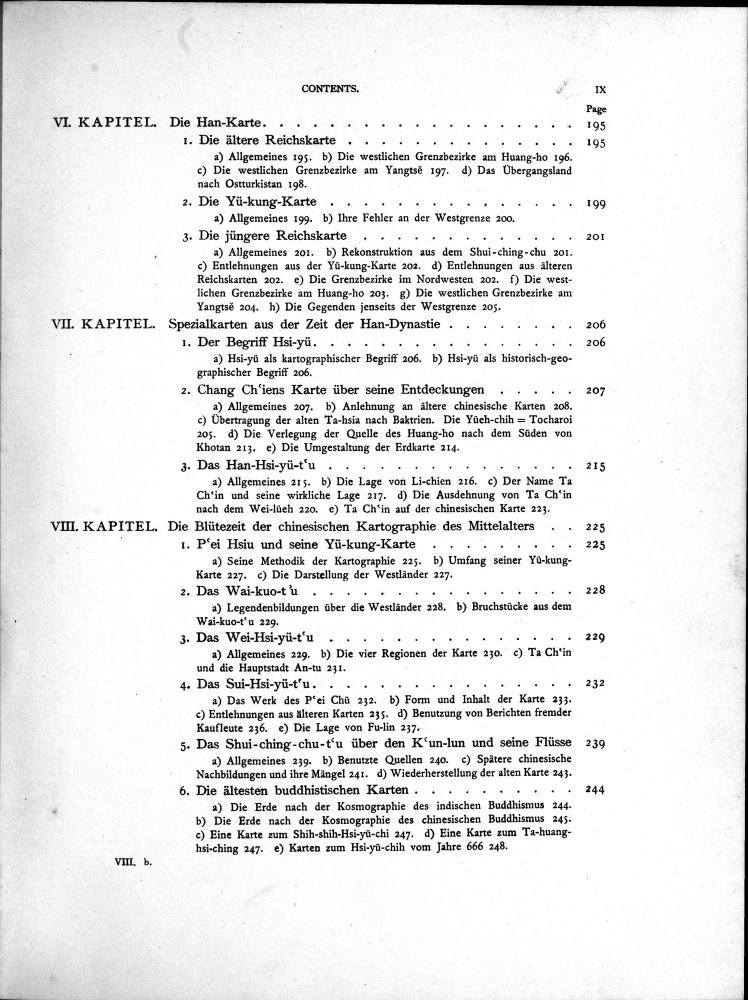 CONTENTS. IX
Page
VI. KAPITEL. Die Han-Karte. . . . . . . . . . . . . . . . . . . 195
1. Die ältere Reichskarte . . . . . . . . . . . . . . 195
a) Allgemeines 195. b) Die westlichen Grenzbezirke am Huang-ho 196.
c) Die westlichen Grenzbezirke am Yangtsë 197. d) Das Übergangsland
nach Ostturkistan 198.
2. Die Yü-kung-Karte . . . . . . . . . . . . . . . 199
a) Allgemeines 199. b) Ihre Fehler an der Westgrenze 200.
3. Die jüngere Reichskarte . . . . . . . . . . . . . 201
a) Allgemeines 201. b) Rekonstruktion aus dem Shui-ching-chu 201.
c) Entlehnungen aus der Yü-kung-Karte 202. d) Entlehnungen aus älteren
Reichskarten 202. e) Die Grenzbezirke im Nordwesten 202. f) Die west-
lichen Grenzbezirke am Huang-ho 203. g) Die westlichen Grenzbezirke am
Yangtsë 204. h) Die Gegenden jenseits der Westgrenze 205.
VII. KAPITEL. Spezialkarten aus der Zeit der Han-Dynastie . . . . . . . . 206
1. Der Begriff Hsi-yü. . . . . . . . . . . . . . . . 206
a) Hsi-yü als kartographischer Begriff 206. b) Hsi-yü als historisch-geo-
graphischer Begriff 206.
2. Chang Ch‘iens Karte über seine Entdeckungen . . . . . 207
a) Allgemeines 207. b) Anlehnung an ältere chinesische Karten 208.
c) Übertragung der alten Ta-hsia nach Baktrien. Die Yüeh-chih = Tocharoi
205. d) Die Verlegung der Quelle des Huang-ho nach dem Süden von
Khotan 213. e) Die Umgestaltung der Erdkarte 214.
3. Das Han-Hsi-yü-t‘u . . . . . . . . . . . . . . . 215
a) Allgemeines 215. b) Die Lage von Li-chien 216. c) Der Name Ta
Ch‘in und seine wirkliche Lage 217. d) Die Ausdehnung von Ta Ch‘in
nach dem Wei-lüeh 220. e) Ta Ch‘in auf der chinesischen Karte 223.
VIII. KAPITEL. Die Blütezeit der chinesischen Kartographie des Mittelalters . . 225
1. P‘ei Hsiu und seine Yü-kung-Karte . . . . . . . . . 225
a) Seine Methodik der Kartographie 225. b) Umfang seiner Yü-kung-
Karte 227. c) Die Darstellung der Westländer 227.
2. Das Wai-kuo-t ’u . . . . . . . . . . . . . . . . 228
a) Legendenbildungen über die Westländer 228. b) Bruchstücke aus dem
Wai-kuo-t‘u 229.
3. Das Wei-Hsi-yü-t‘u . . . . . . . . . . . . . . . 229
a) Allgemeines 229. b) Die vier Regionen der Karte 230. c) Ta Ch‘in
und die Hauptstadt An-tu 231.
4. Das Sui-Hsi-yü-t‘u. . . . . . . . . . . . . . . . 232
a) Das Werk des P‘ei Chü 232. b) Form und Inhalt der Karte 233.
c) Entlehnungen aus älteren Karten 235. d) Benutzung von Berichten fremder
Kaufleute 236. e) Die Lage von Fu-lin 237.
5. Das Shui-ching-chu-t‘u über den K‘un-lun und seine Flüsse 239
a) Allgemeines 239. b) Benutzte Quellen 240. c) Spätere chinesische
Nachbildungen und ihre Mängel 241. d) Wiederherstellung der alten Karte 243.
6. Die ältesten buddhistischen Karten . . . . . . . . . . 244
a) Die Erde nach der Kosmographie des indischen Buddhismus 244.
b) Die Erde nach der Kosmographie des chinesischen Buddhismus 245.
c) Eine Karte zum Shih-shih-Hsi-yü-chi 247. d) Eine Karte zum Ta-huang-
hsi-ching 247. e) Karten zum Hsi-yü-chih vom Jahre 666 248.
VIII. b.